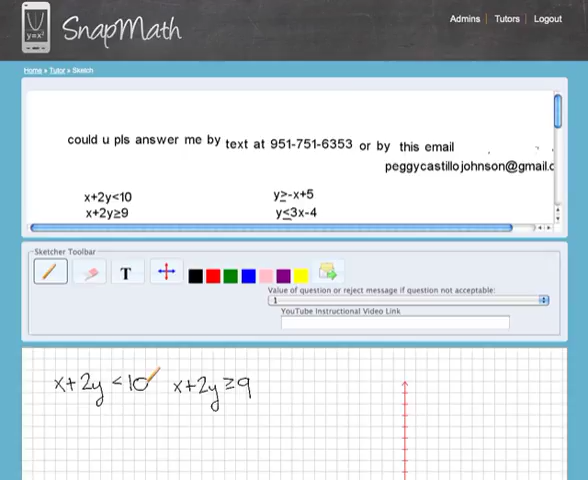 SnapMath
y=x²
Admins | Tutors | Logout
Home » Tutor » Sketch
could u pls answer me by text at 951-751-6353 or by this email
peggycastillojohnson@gmail.c
x+2y<10 y≥-x+5
x+2y≥9 y≤3x-4
Sketcher Toolbar
T
Value of question or reject message if question not acceptable:
1
YouTube Instructional Video Link
x+2y<10 x+2y≥9